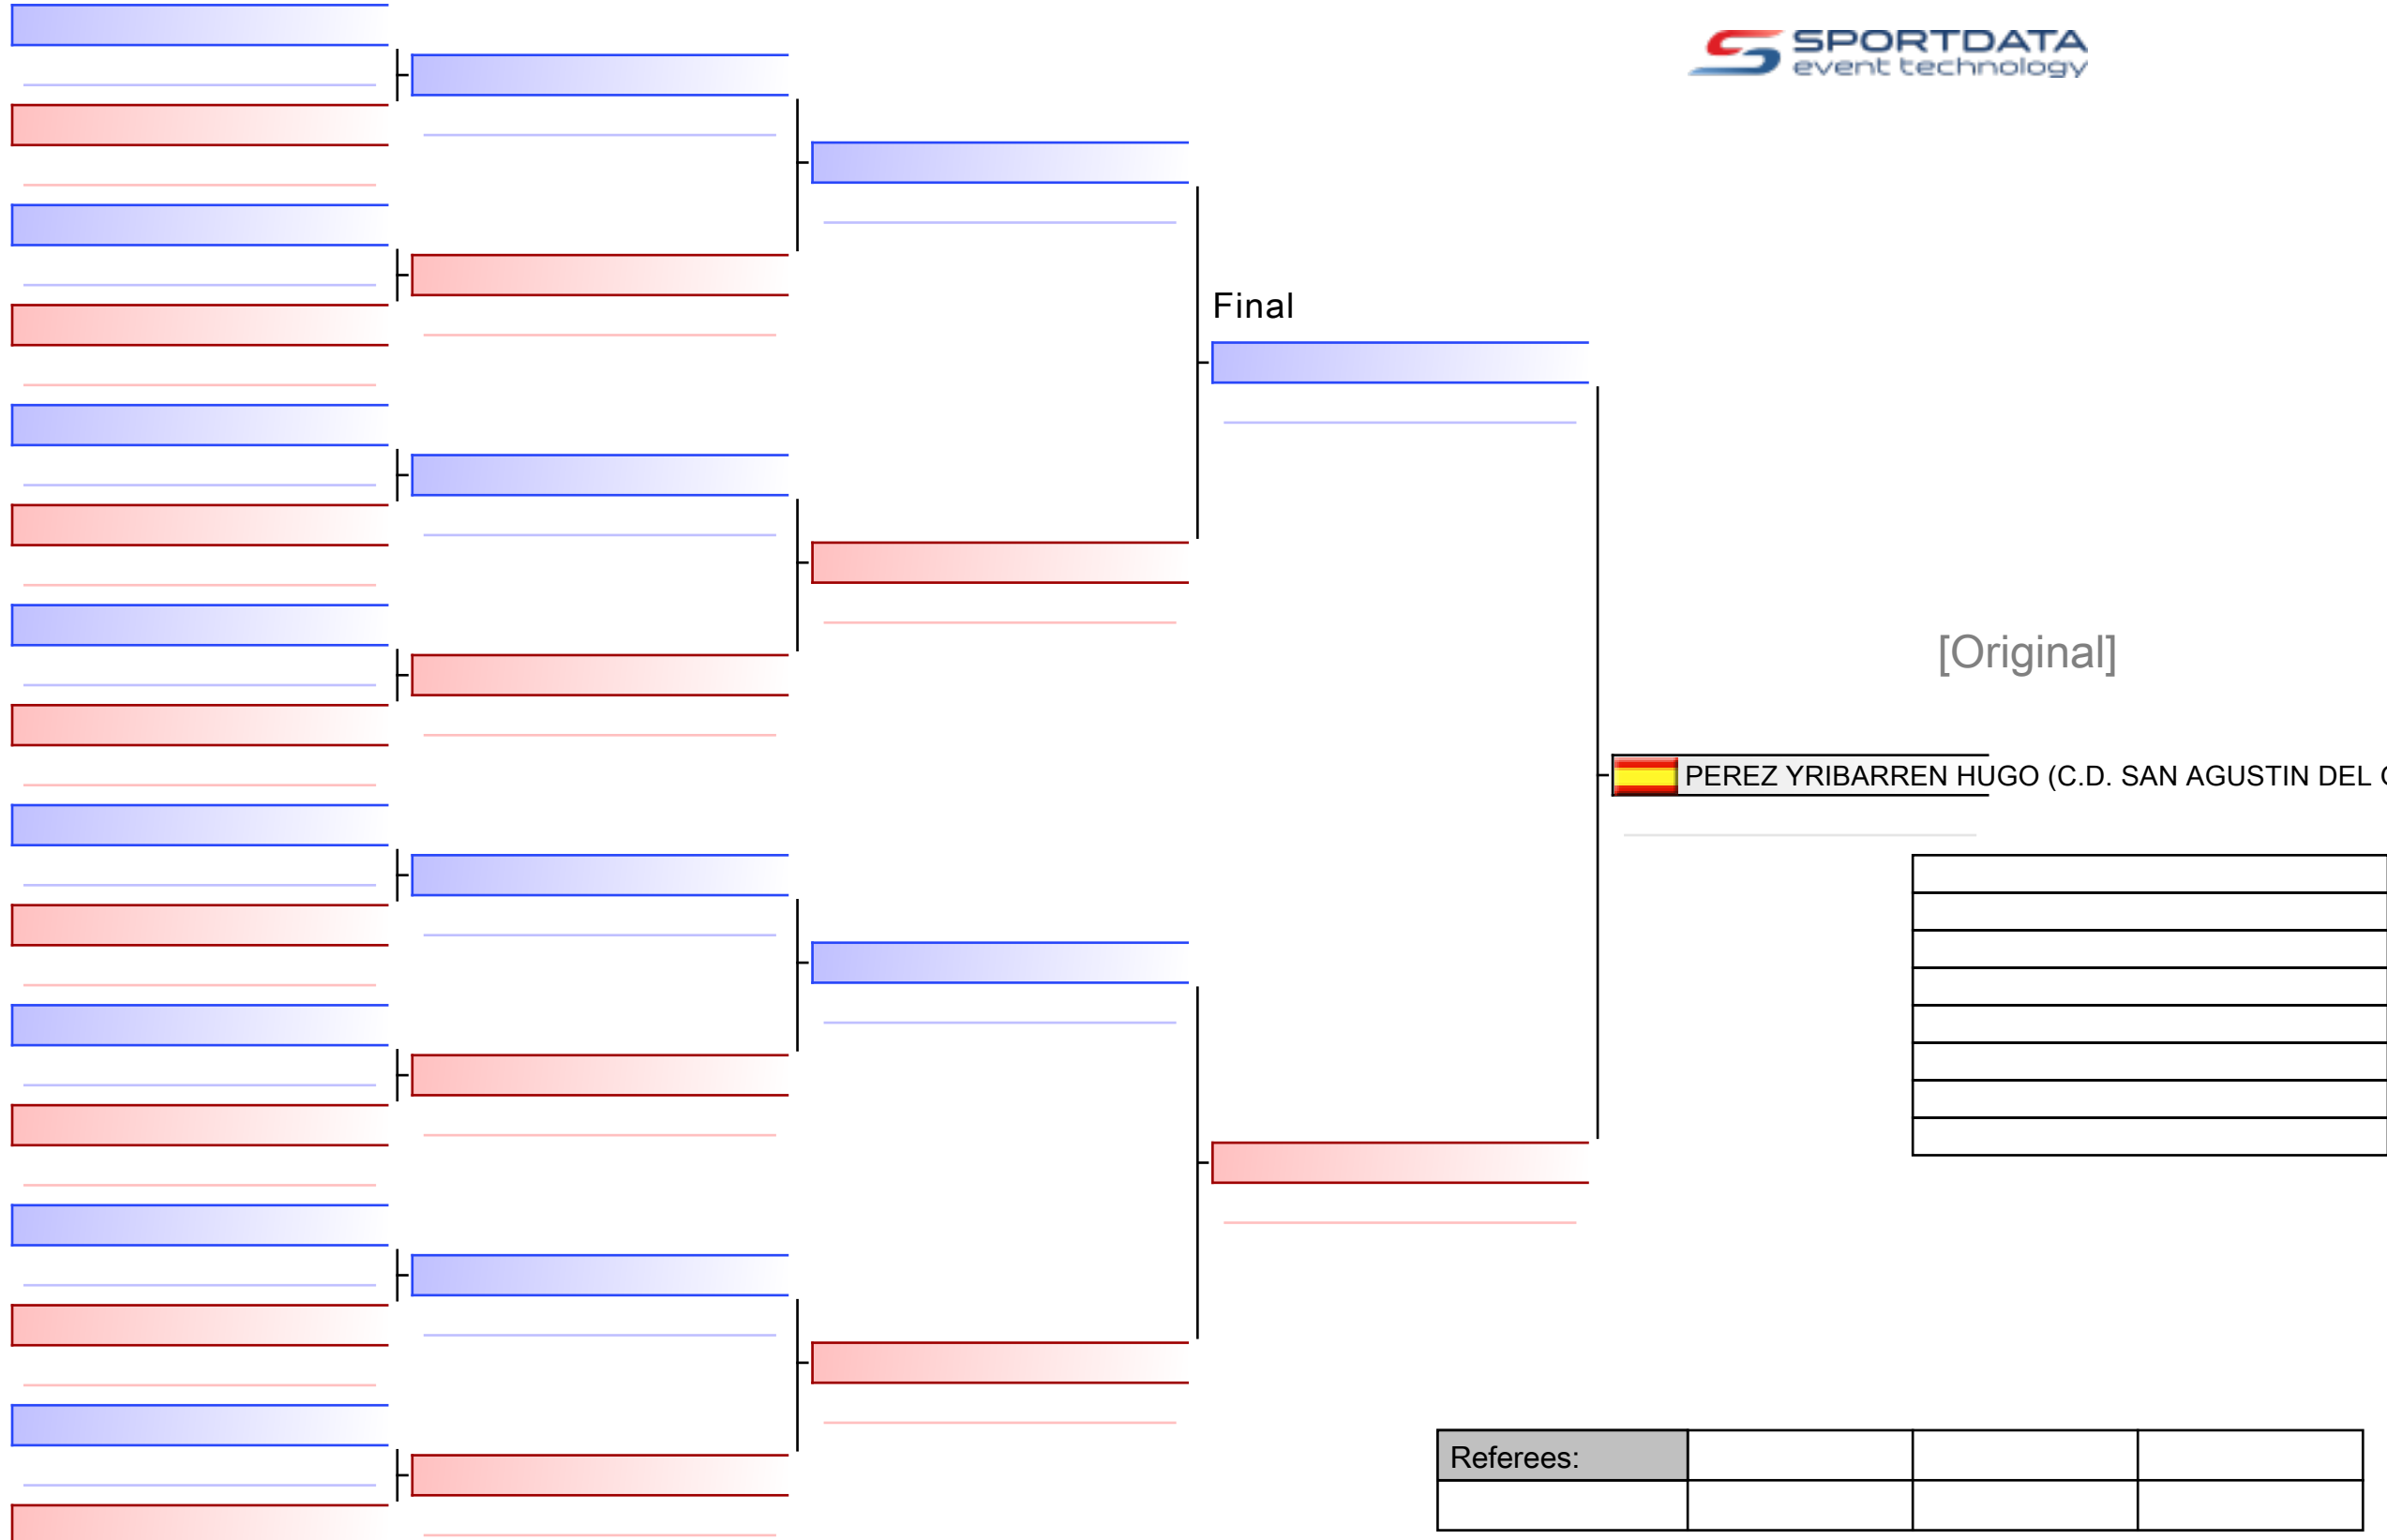 SPORTDATA
event technology
Final
[Original]
PEREZ YRIBARREN HUGO (C.D. SAN AGUSTIN DEL
Referees: